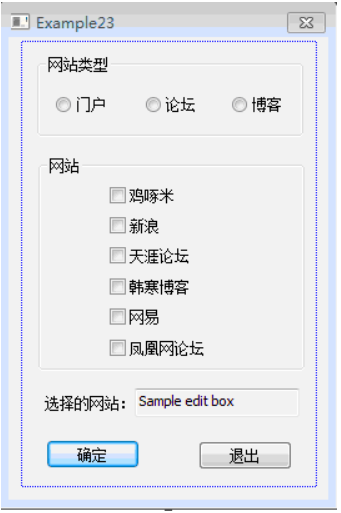 Example23
网站类型
门户 论坛 博客
网站
鸡啄米
新浪
天涯论坛
韩寒博客
网易
凤凰网论坛
选择的网站： Sample edit box
确定 退出